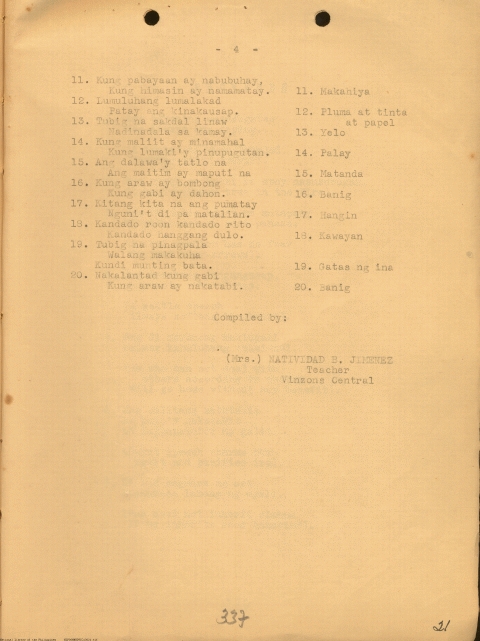 - 4 -
11. Kung pabayaan ay nabubuhay,
Kung himasin ay namamatay.
11. Makahiya
12. Lumuluhang lumalakad
Patay ang kinakausap.
12. Pluma at tinta
at papel
13. Tubig na sakdal linaw
Nadadala sa kamay.
13. Yelo
14. Kung maliit ay minamahal
Kung lumaki'y pinupugutan.
14. Palay
15. Ang dalawa'y tatlo na
Ang maitim ay maputi na
15. Matanda
16. Kung araw ay bombong
Kung gabi ay dahon.
16. Banig
17. Kitang kita na ang pumatay
Nguni't di pa matalian.
17. Hangin
18. Kandado roon kandado rito
Kandado hanggang dulo.
18. Kawayan
19. Tubig na pinagpala
Walang makakuha
Kundi munting bata.
19. Gatas ng ina
20. Nakalantad kung gabi
Kung araw ay nakatabi.
20. Banig
Compiled by:
(Mrs.) NATIVIDAD B. JIMENEZ
Teacher
Vinzons Central
337
21